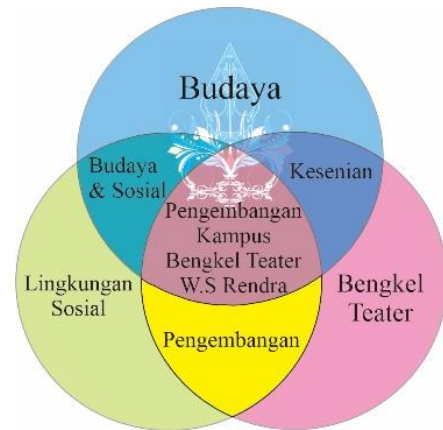 Budaya
Budaya
& Sosial
Kesenian
Pengembangan
Kampus
Bengkel Teater
W.S Rendra
Lingkungan
Sosial
Bengkel
Teater
Pengembangan